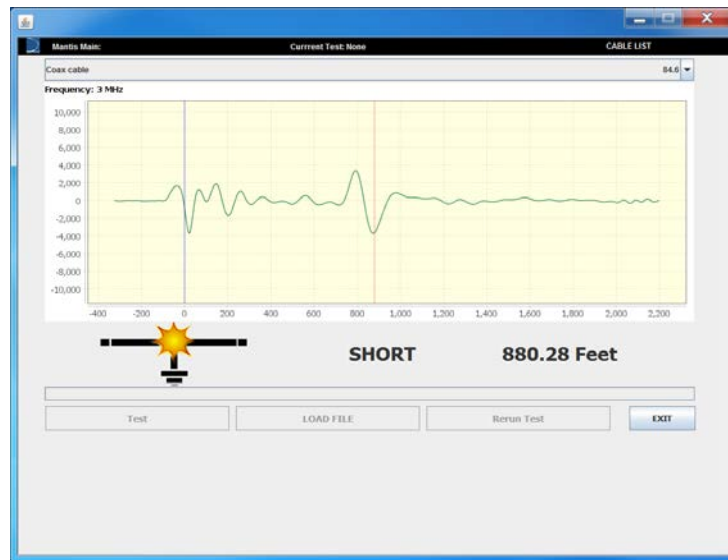 Mantis Main: Currrent Test: None CABLE LIST
Coax cable 84.6
Frequency: 3 MHz
10,000
8,000
6,000
4,000
2,000
0
-2,000
-4,000
-6,000
-8,000
-10,000
-400 -200 0 200 400 600 800 1,000 1,200 1,400 1,600 1,800 2,000 2,200
SHORT 880.28 Feet
Test LOAD FILE Rerun Test EXIT